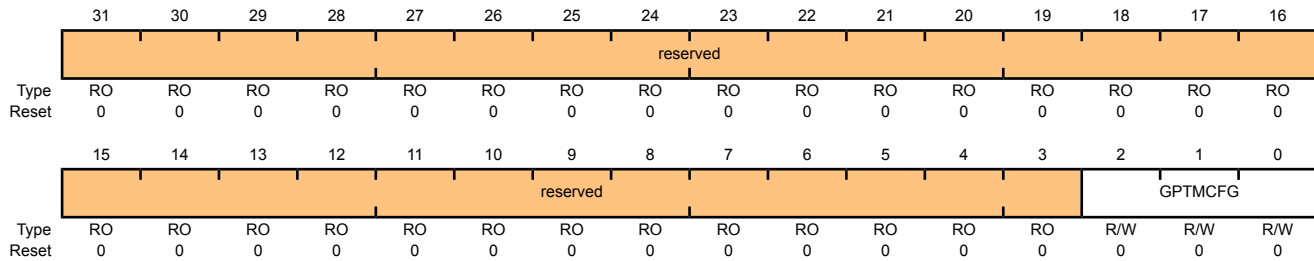 31 30 29 28 27 26 25 24 23 22 21 20 19 18 17 16
reserved
Type RO RO RO RO RO RO RO RO RO RO RO RO RO RO RO RO
Reset 0 0 0 0 0 0 0 0 0 0 0 0 0 0 0 0
15 14 13 12 11 10 9 8 7 6 5 4 3 2 1 0
reserved GPTMCFG
Type RO RO RO RO RO RO RO RO RO RO RO RO RO R/W R/W R/W
Reset 0 0 0 0 0 0 0 0 0 0 0 0 0 0 0 0